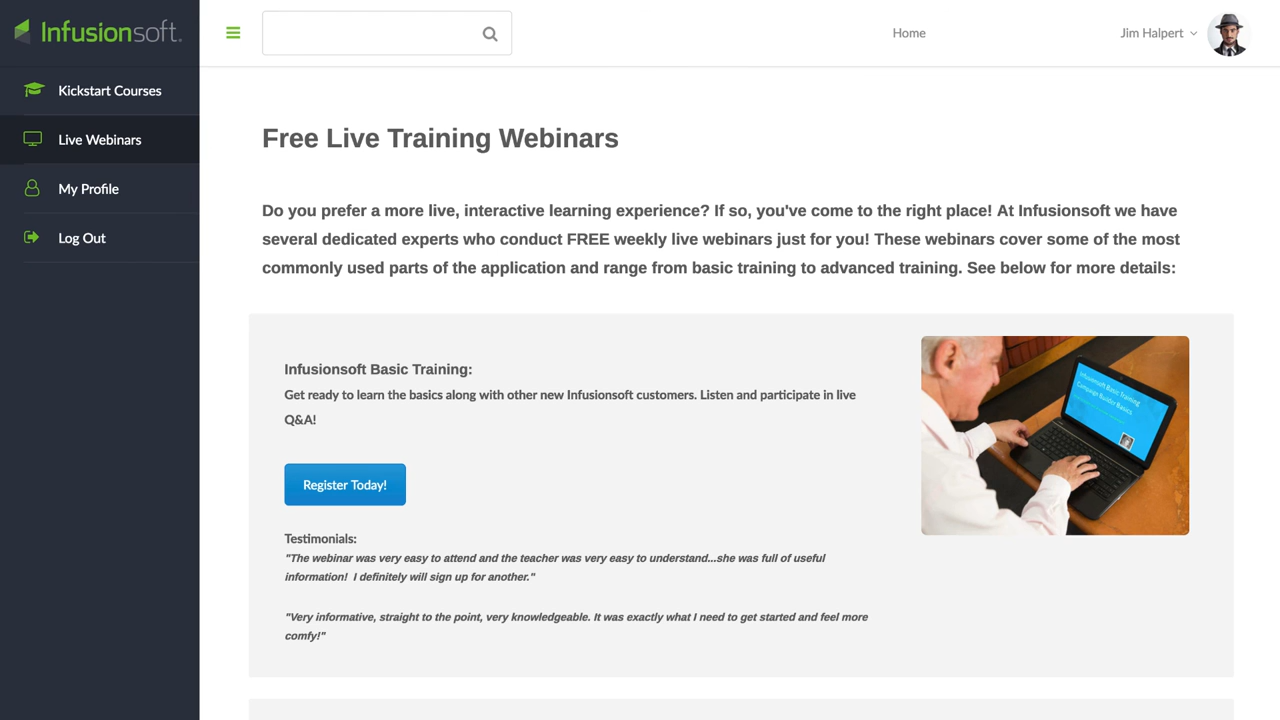 Infusionsoft.
Home
Jim Halpert
Kickstart Courses
Live Webinars
My Profile
Log Out
Free Live Training Webinars
Do you prefer a more live, interactive learning experience? If so, you've come to the right place! At Infusionsoft we have
several dedicated experts who conduct FREE weekly live webinars just for you! These webinars cover some of the most
commonly used parts of the application and range from basic training to advanced training. See below for more details:
Infusionsoft Basic Training:
Get ready to learn the basics along with other new Infusionsoft customers. Listen and participate in live
Q&A!
Register Today!
Testimonials:
"The webinar was very easy to attend and the teacher was very easy to understand...she was full of useful
information!  I definitely will sign up for another."
"Very informative, straight to the point, very knowledgeable. It was exactly what I need to get started and feel more
comfy!"
Infusionsoft Basic Training
Campaign Builder Basics